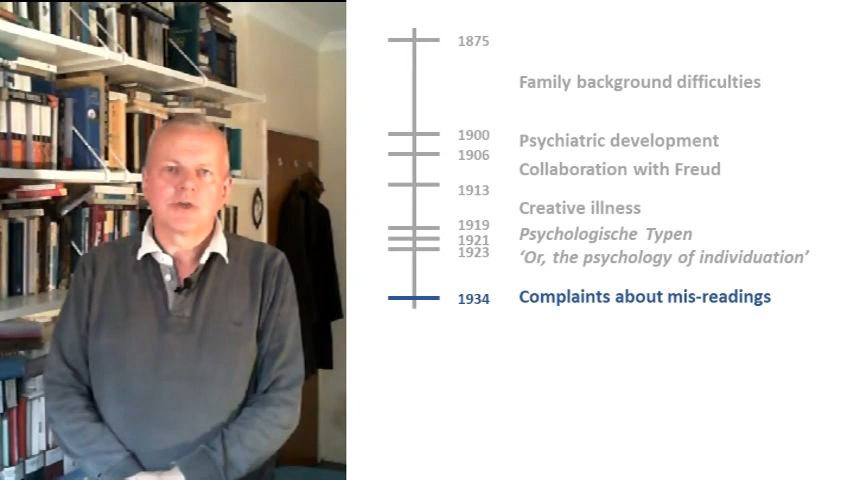 1875
Family background difficulties
1900
Psychiatric development
1906
Collaboration with Freud
1913
Creative illness
1919
Psychologische Typen
1921
1923
‘Or, the psychology of individuation’
1934
Complaints about mis-readings